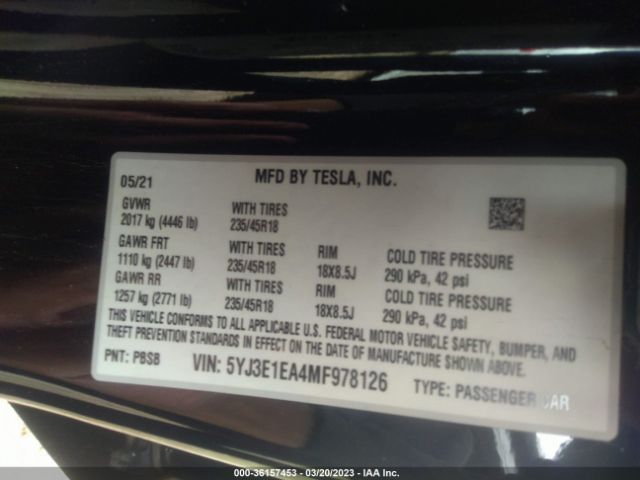 05/21 MFD BY TESLA, INC.
GVWR
2017 kg (4446 lb) WITH TIRES 235/45R18
GAWR FRT
1110 kg (2447 lb) WITH TIRES 235/45R18 RIM 18X8.5J COLD TIRE PRESSURE 290 kPa, 42 psi
GAWR RR
1257 kg (2771 lb) WITH TIRES 235/45R18 RIM 18X8.5J COLD TIRE PRESSURE 290 kPa, 42 psi
THIS VEHICLE CONFORMS TO ALL APPLICABLE U.S. FEDERAL MOTOR VEHICLE SAFETY, BUMPER, AND
THEFT PREVENTION STANDARDS IN EFFECT ON THE DATE OF MANUFACTURE SHOWN ABOVE.
PNT: PBSB VIN: 5YJ3E1EA4MF978126 TYPE: PASSENGER CAR
000-36157453 — 03/20/2023 — IAA Inc.